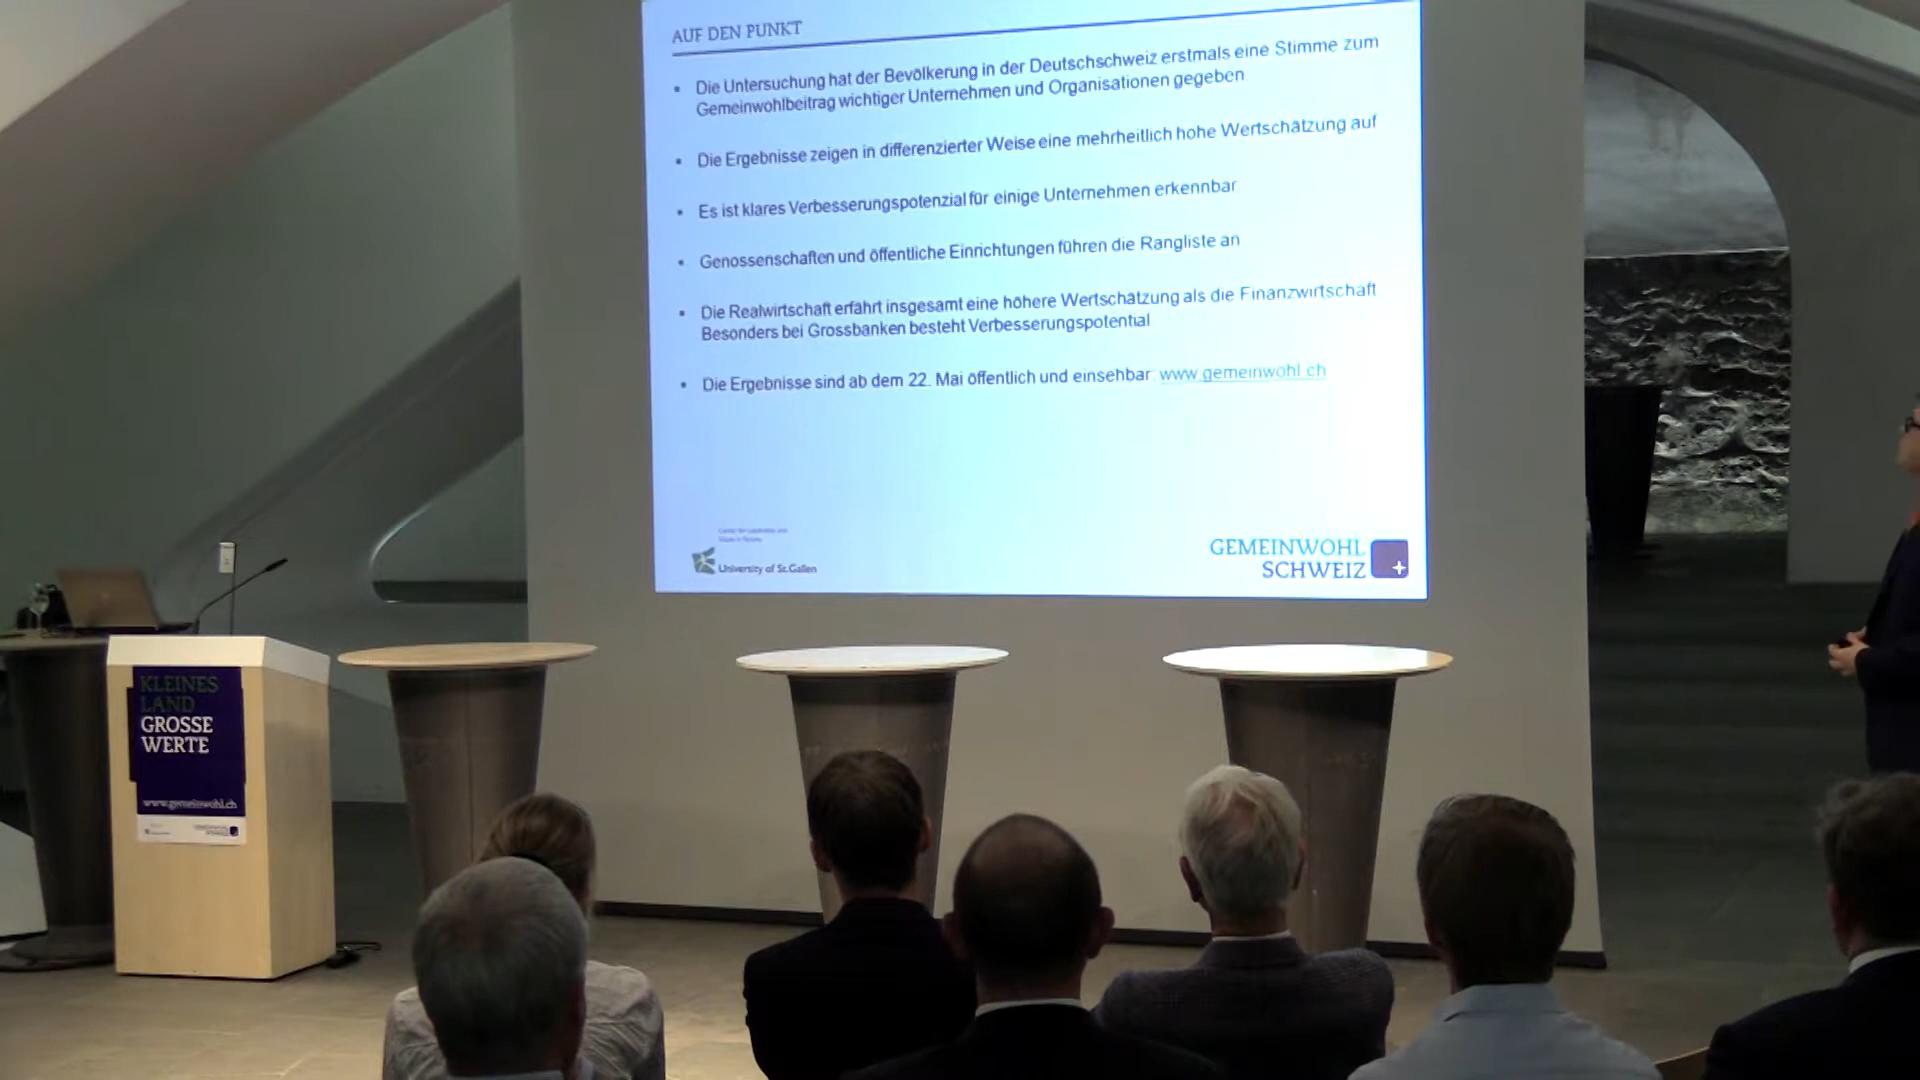 AUF DEN PUNKT
Die Untersuchung hat der Bevölkerung in der Deutschschweiz erstmals eine Stimme zum
Gemeinwohlbeitrag wichtiger Unternehmen und Organisationen gegeben
Die Ergebnisse zeigen in differenzierter Weise eine mehrheitlich hohe Wertschätzung auf
Es ist klares Verbesserungspotenzial für einige Unternehmen erkennbar
Genossenschaften und öffentliche Einrichtungen führen die Rangliste an
Die Realwirtschaft erfährt insgesamt eine höhere Wertschätzung als die Finanzwirtschaft
Besonders bei Grossbanken besteht Verbesserungspotential
Die Ergebnisse sind ab dem 22. Mai öffentlich und einsehbar: www.gemeinwohl.ch
University of St.Gallen
GEMEINWOHL
SCHWEIZ
KLEINES
LAND
GROSSE
WERTE
www.gemeinwohl.ch
GEMEINWOHL
SCHWEIZ